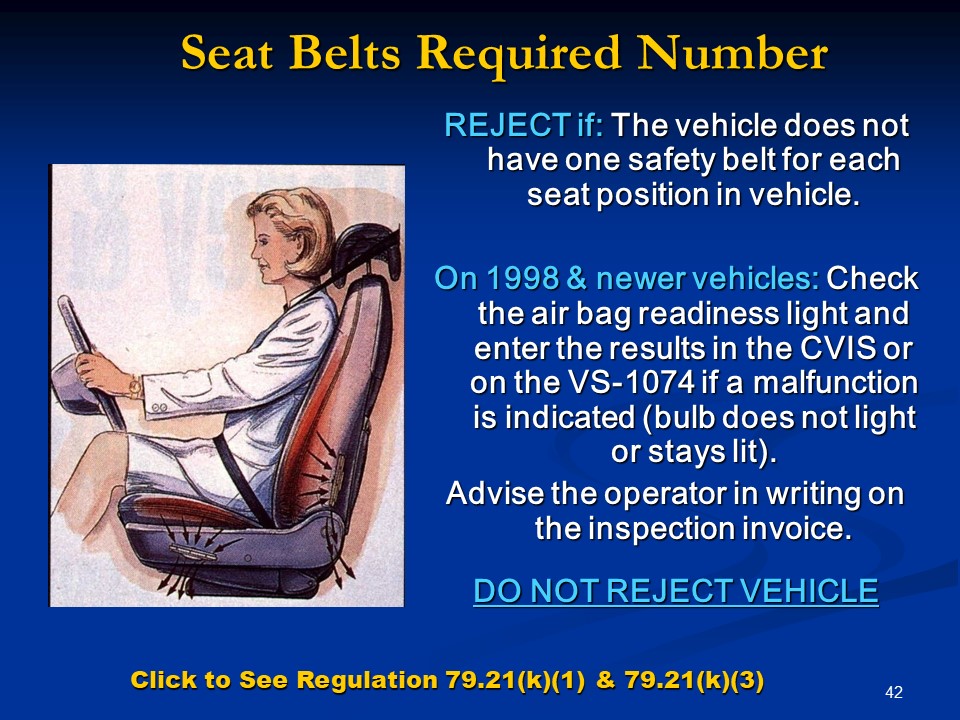 Seat Belts Required Number
REJECT if: The vehicle does not
have one safety belt for each
seat position in vehicle.
On 1998 & newer vehicles: Check
the air bag readiness light and
enter the results in the CVIS or
on the VS-1074 if a malfunction
is indicated (bulb does not light
or stays lit).
Advise the operator in writing on
the inspection invoice.
DO NOT REJECT VEHICLE
Click to See Regulation 79.21(k)(1) & 79.21(k)(3)
42